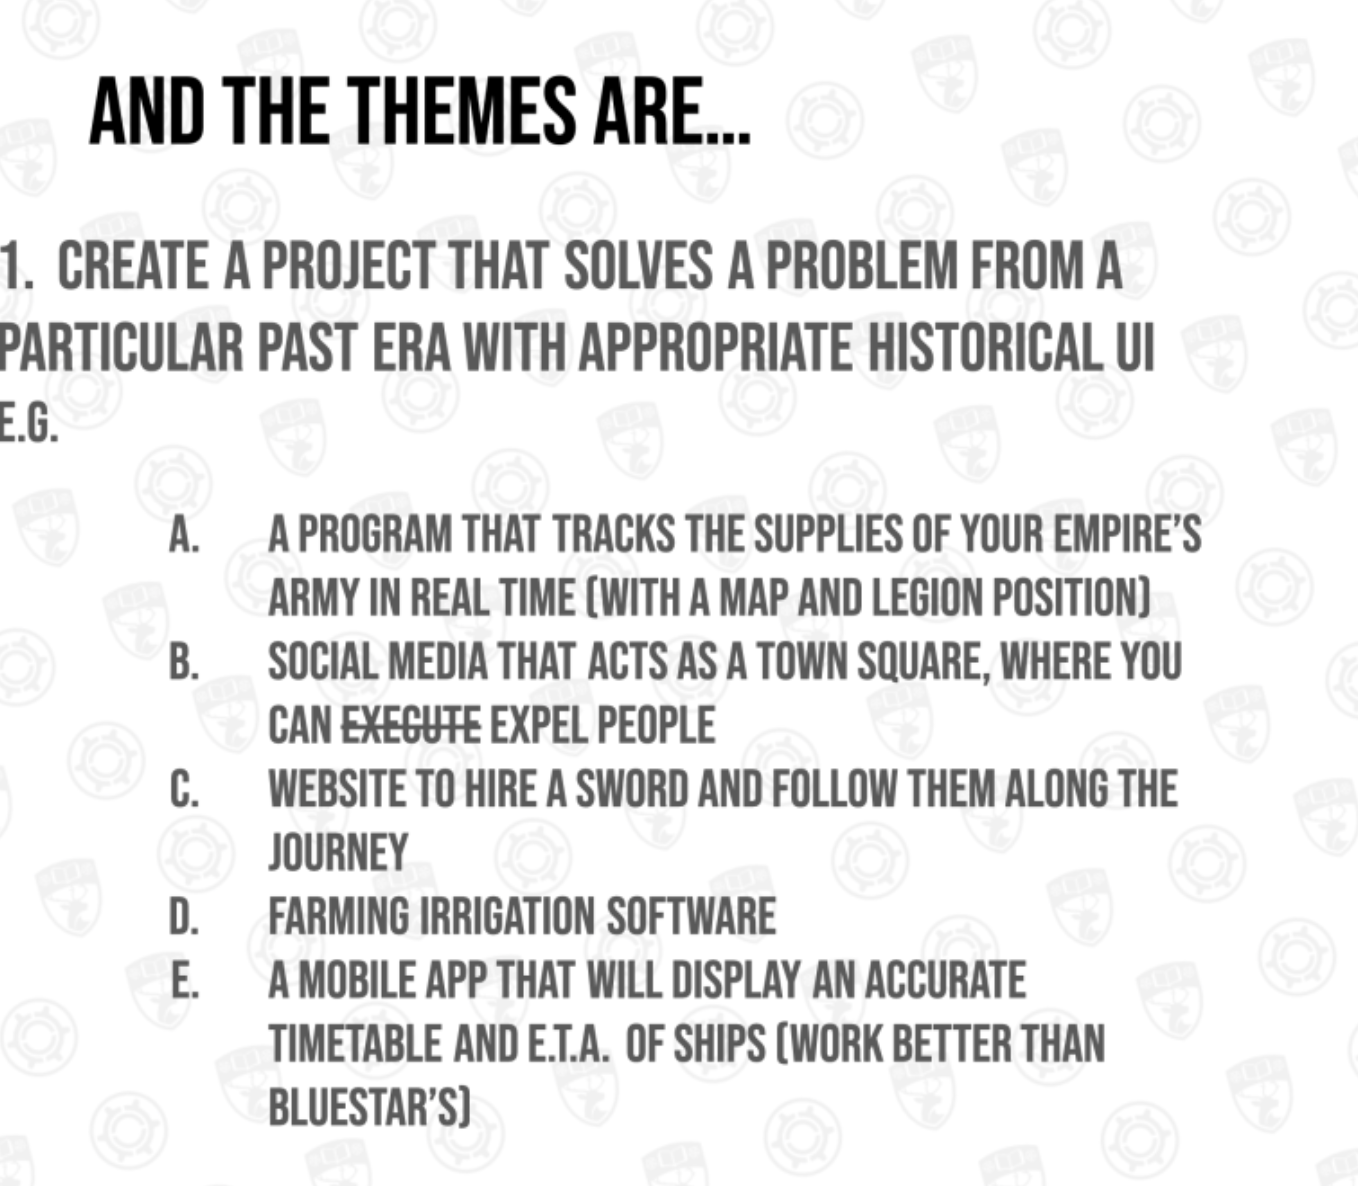 AND THE THEMES ARE...
1. CREATE A PROJECT THAT SOLVES A PROBLEM FROM A
PARTICULAR PAST ERA WITH APPROPRIATE HISTORICAL UI
E.G.
A. A PROGRAM THAT TRACKS THE SUPPLIES OF YOUR EMPIRE'S
ARMY IN REAL TIME (WITH A MAP AND LEGION POSITION)
B. SOCIAL MEDIA THAT ACTS AS A TOWN SQUARE, WHERE YOU
CAN EXECUTE EXPEL PEOPLE
C. WEBSITE TO HIRE A SWORD AND FOLLOW THEM ALONG THE
JOURNEY
D. FARMING IRRIGATION SOFTWARE
E. A MOBILE APP THAT WILL DISPLAY AN ACCURATE
TIMETABLE AND E.T.A. OF SHIPS (WORK BETTER THAN
BLUESTAR'S)